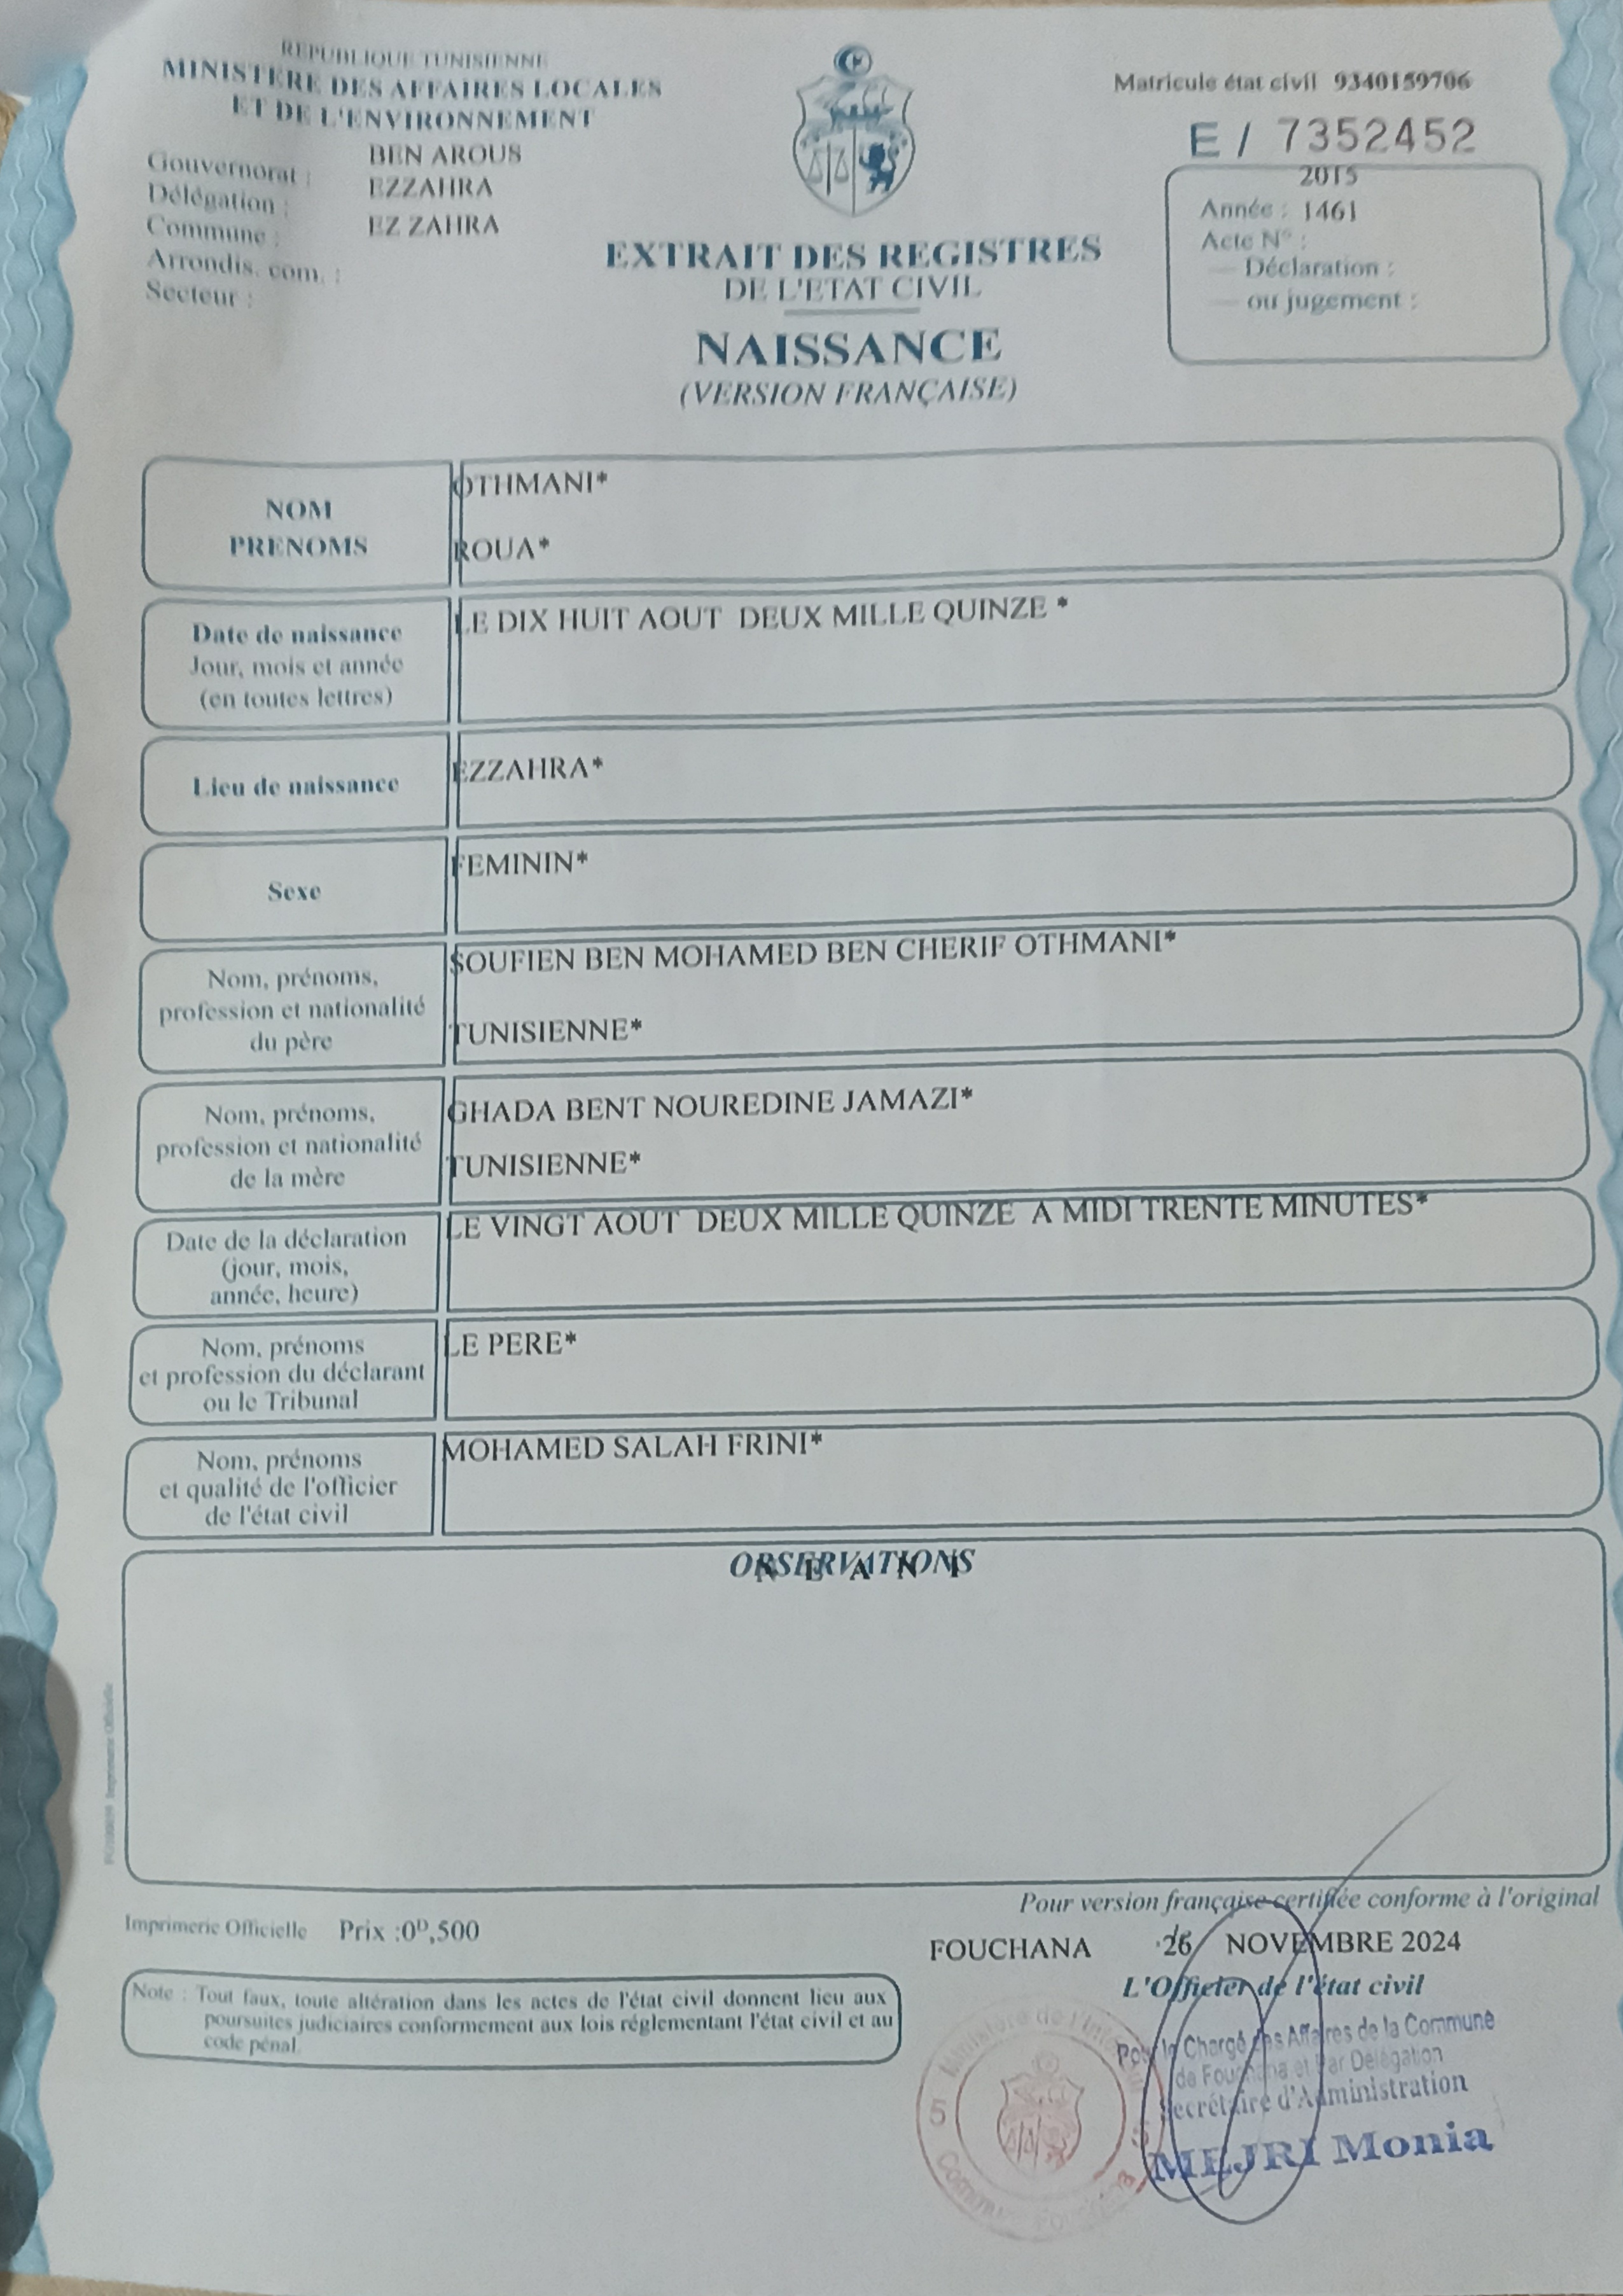 REPUBLIQUE TUNISIENNE
MINISTERE DES AFFAIRES LOCALES
ET DE L'ENVIRONNEMENT
Gouvernorat : BEN AROUS
Délégation : EZZAHRA
Commune : EZ ZAHRA
Arrondis. com. :
Secteur :
Matricule état civil 9340159706
E / 7352452
2015
Année : 1461
Acte N° :
— Déclaration :
— ou jugement :
EXTRAIT DES REGISTRES
DE L'ETAT CIVIL
NAISSANCE
(VERSION FRANÇAISE)
NOM
PRENOMS
OTHMANI*
ROUA*
Date de naissance
Jour, mois et année
(en toutes lettres)
LE DIX HUIT AOUT DEUX MILLE QUINZE *
Lieu de naissance
EZZAHRA*
Sexe
FEMININ*
Nom, prénoms,
profession et nationalité
du père
SOUFIEN BEN MOHAMED BEN CHERIF OTHMANI*
TUNISIENNE*
Nom, prénoms,
profession et nationalité
de la mère
GHADA BENT NOUREDINE JAMAZI*
TUNISIENNE*
Date de la déclaration
(jour, mois,
année, heure)
LE VINGT AOUT DEUX MILLE QUINZE A MIDI TRENTE MINUTES*
Nom, prénoms
et profession du déclarant
ou le Tribunal
LE PERE*
Nom, prénoms
et qualité de l'officier
de l'état civil
MOHAMED SALAH FRINI*
OBSERVATIONS
Pour version française certifiée conforme à l'original
Imprimerie Officielle Prix :0D,500
FOUCHANA 26 NOVEMBRE 2024
L'Officier de l'état civil
Note : Tout faux, toute altération dans les actes de l'état civil donnent lieu aux
poursuites judiciaires conformement aux lois réglementant l'état civil et au
code pénal.
Pour le Chargé des Affaires de la Commune
de Fouchana et Par Délégation
Secrétaire d'Administration
MEJRI Monia